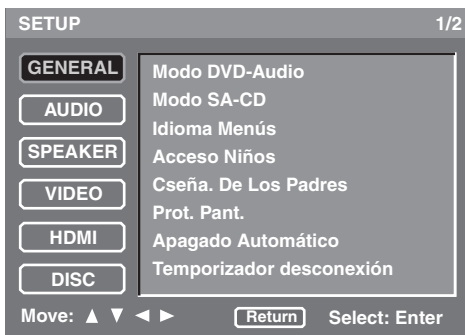 SETUP 1/2
GENERAL
AUDIO
SPEAKER
VIDEO
HDMI
DISC
Modo DVD-Audio
Modo SA-CD
Idioma Menús
Acceso Niños
Cseña. De Los Padres
Prot. Pant.
Apagado Automático
Temporizador desconexión
Move: ▲ ▼ ◄ ► Return Select: Enter